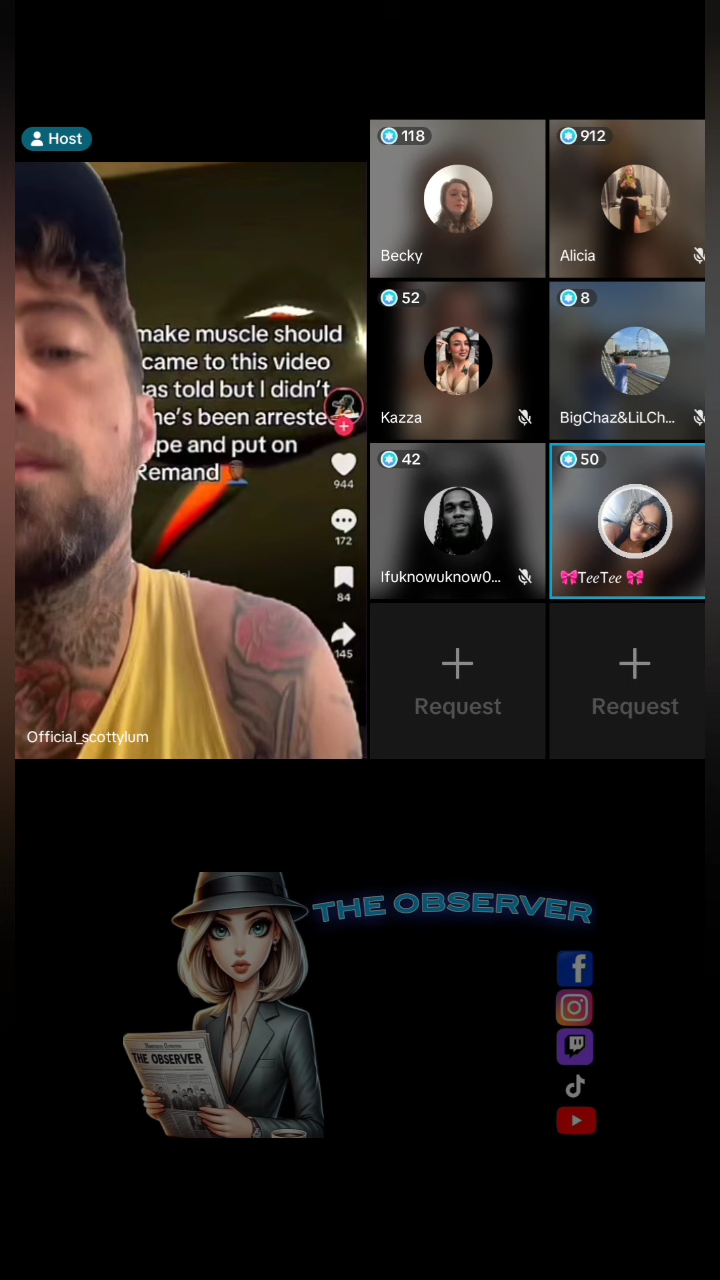 Host
make muscle should
came to this video
as told but I didn't
he's been arreste
pe and put on
Remand
944
172
84
145
Official_scottylum
118
Becky
912
Alicia
52
Kazza
8
BigChaz&LiLCh...
42
Ifuknowuknow0...
50
TeeTee
Request
Request
THE OBSERVER
THE OBSERVER